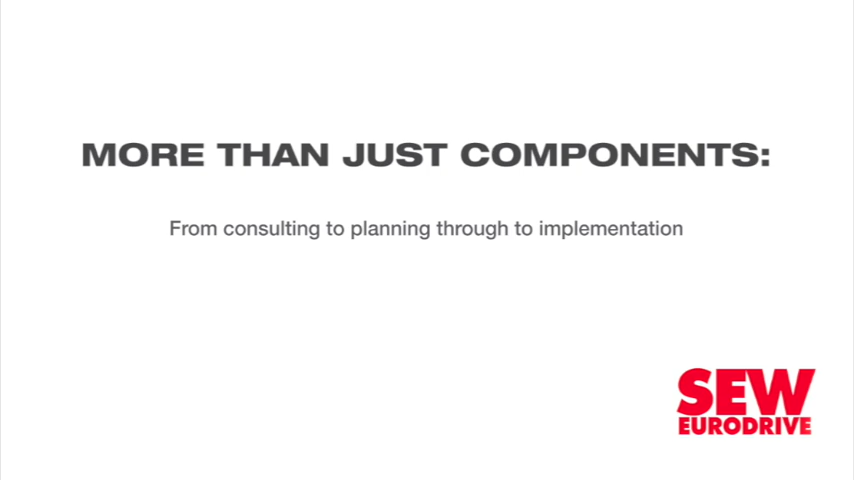 MORE THAN JUST COMPONENTS:
From consulting to planning through to implementation
SEW
EURODRIVE